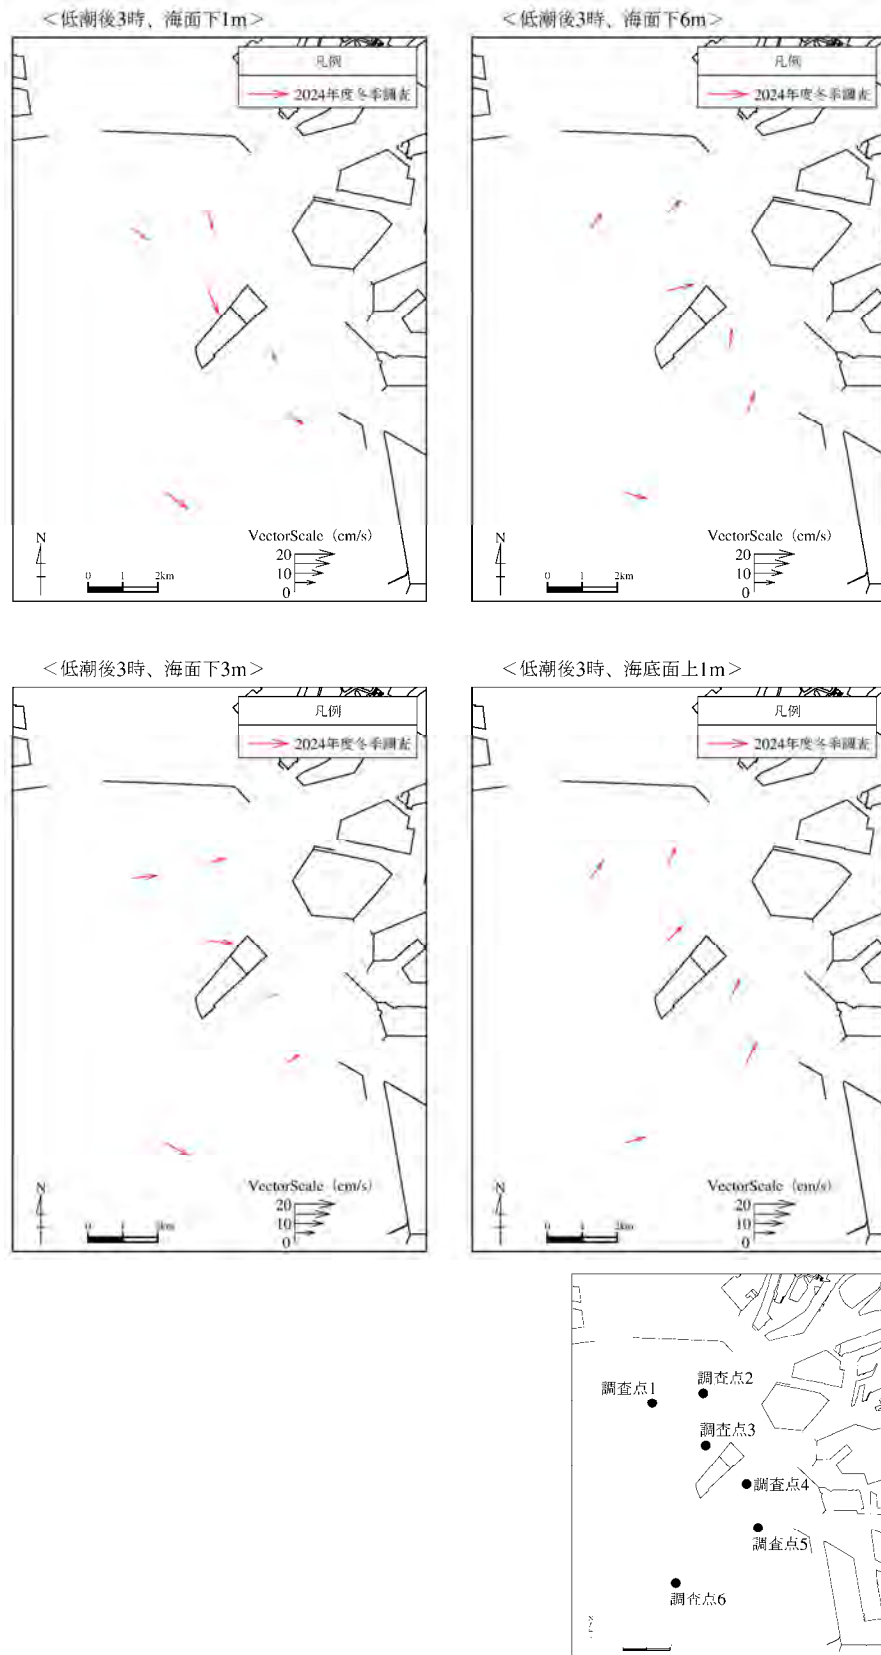 <低潮後3時、海面下1m>
凡例
2024年度冬季調査
N
0 1 2km
VectorScale (cm/s)
20
10
0
<低潮後3時、海面下6m>
凡例
2024年度冬季調査
N
0 1 2km
VectorScale (cm/s)
20
10
0
<低潮後3時、海面下3m>
凡例
2024年度冬季調査
N
0 1 2km
VectorScale (cm/s)
20
10
0
<低潮後3時、海底面上1m>
凡例
2024年度冬季調査
N
0 1 2km
VectorScale (cm/s)
20
10
0
調査点1
調査点2
調査点3
調査点4
調査点5
調査点6